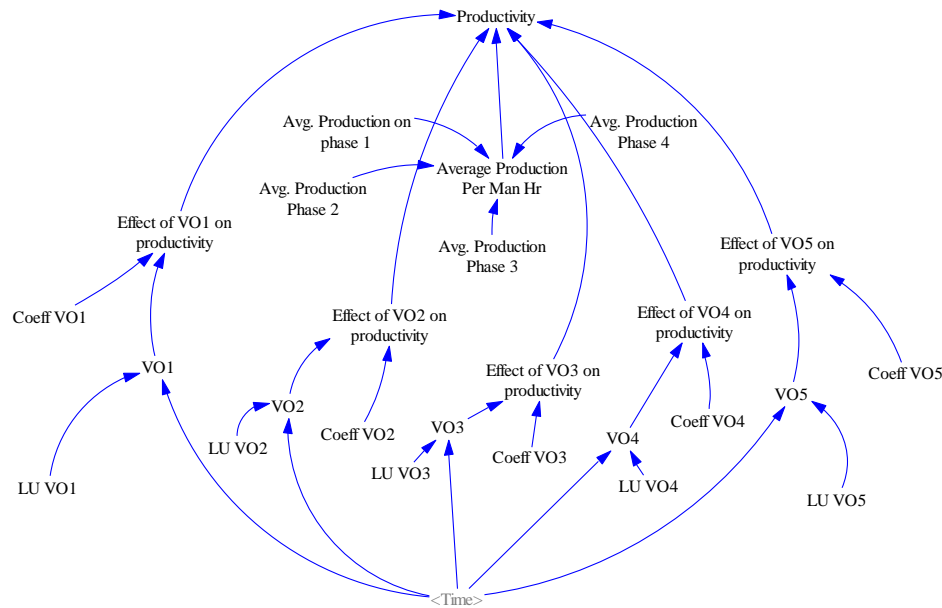 Productivity
Avg. Production on
phase 1
Avg. Production
Phase 4
Average Production
Per Man Hr
Avg. Production
Phase 2
Effect of VO1 on
productivity
Avg. Production
Phase 3
Effect of VO5 on
productivity
Coeff VO1
Effect of VO2 on
productivity
Effect of VO4 on
productivity
VO1
Effect of VO3 on
productivity
Coeff VO5
VO2
VO5
Coeff VO2
VO3
Coeff VO4
LU VO2
VO4
Coeff VO3
LU VO3
LU VO1
LU VO4
LU VO5
<Time>